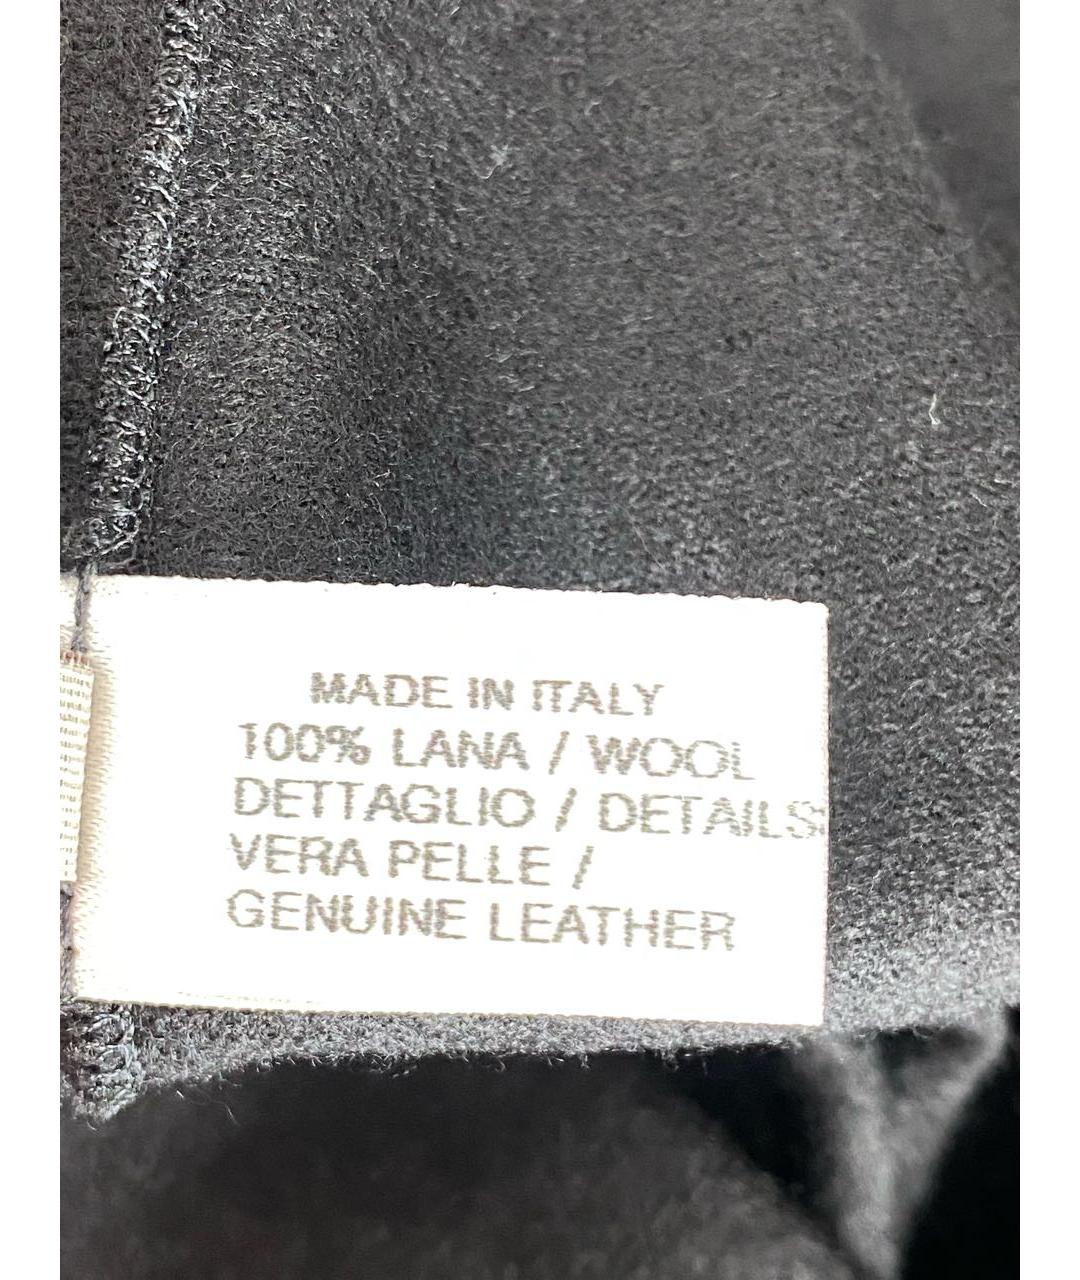 MADE IN ITALY
100% LANA / WOOL
DETTAGLIO / DETAILS
VERA PELLE /
GENUINE LEATHER